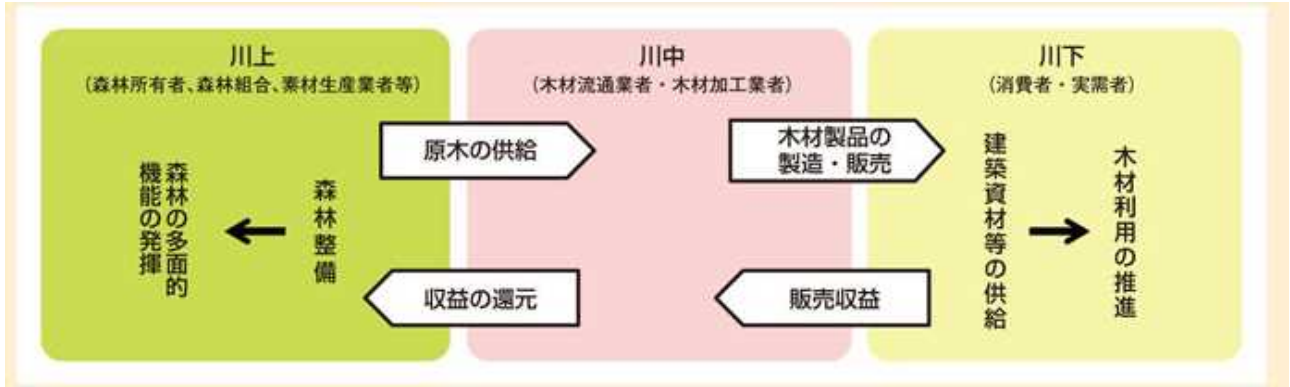 川上
（森林所有者、森林組合、素材生産業者等）
森林整備
森林の多面的
機能の発揮
原木の供給
収益の還元
川中
（木材流通業者・木材加工業者）
木材製品の
製造・販売
販売収益
川下
（消費者・実需者）
建築資材等の供給
木材利用の推進